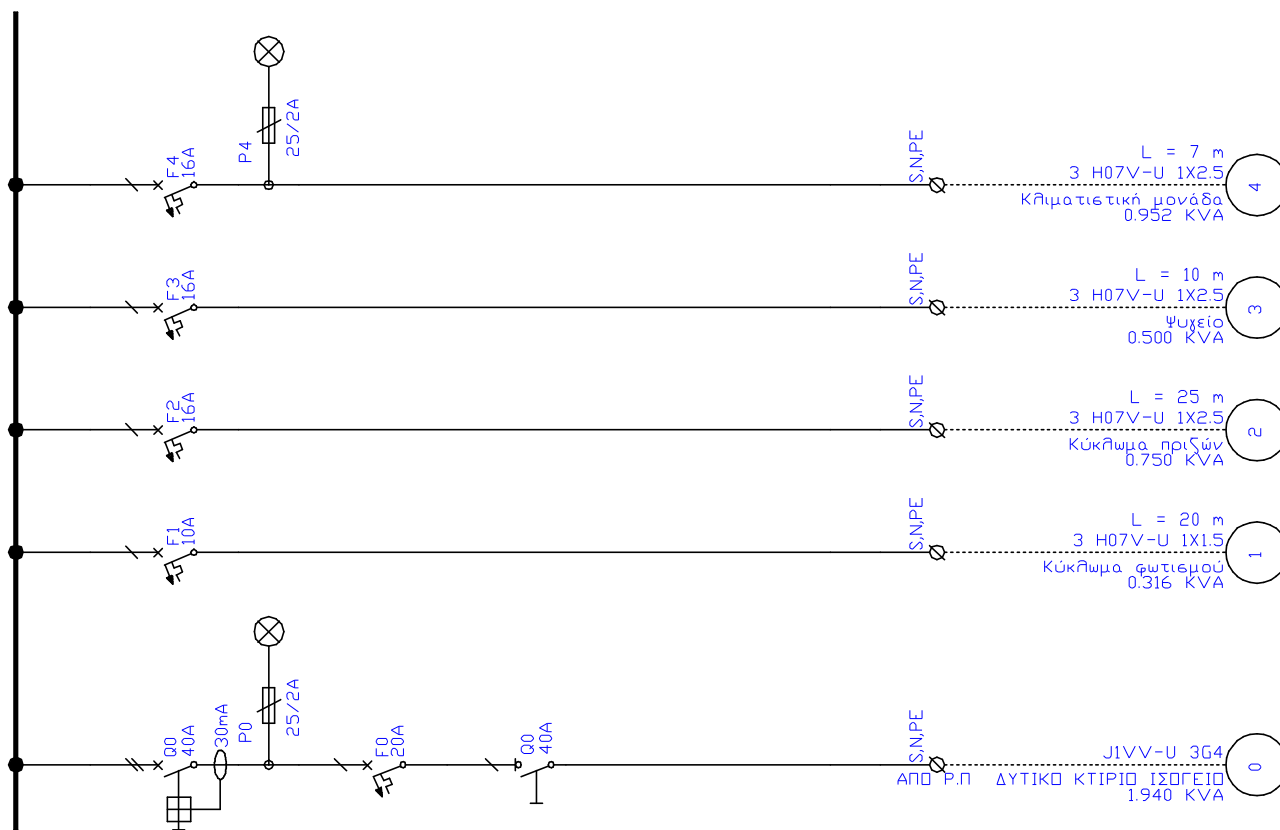 P4
25/2A
F4
16A
S,N,PE
L = 7 m
3 H07V-U 1X2.5
Κλιματιστική μονάδα
0.952 KVA
4
F3
16A
S,N,PE
L = 10 m
3 H07V-U 1X2.5
Ψυγείο
0.500 KVA
3
F2
16A
S,N,PE
L = 25 m
3 H07V-U 1X2.5
Κύκλωμα πριζών
0.750 KVA
2
F1
10A
S,N,PE
L = 20 m
3 H07V-U 1X1.5
Κύκλωμα φωτισμού
0.316 KVA
1
Q0
40A
30mA
P0
25/2A
F0
20A
Q0
40A
S,N,PE
J1VV-U 3G4
ΑΠΟ Ρ.Π ΔΥΤΙΚΟ ΚΤΙΡΙΟ ΙΣΟΓΕΙΟ
1.940 KVA
0